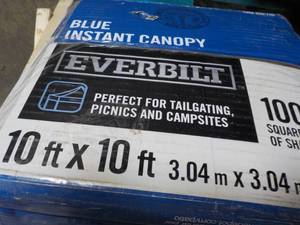 BLUE
INSTANT CANOPY
EVERBILT
PERFECT FOR TAILGATING,
PICNICS AND CAMPSITES
100
SQUARE
OF SHA
10 ft x 10 ft 3.04 m x 3.04 m